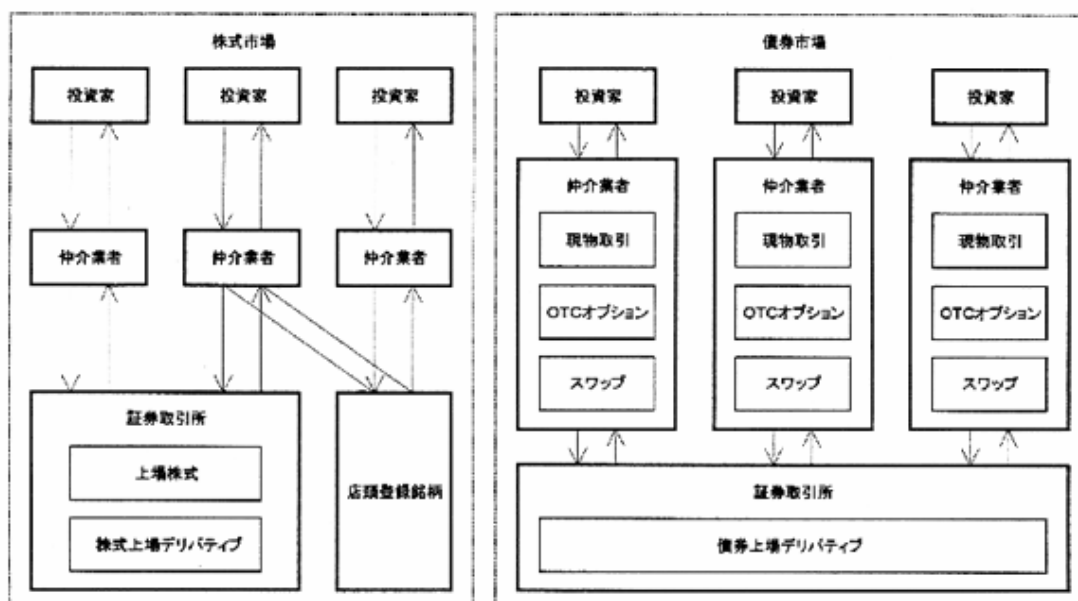 株式市場
投資家
投資家
投資家
仲介業者
仲介業者
仲介業者
証券取引所
上場株式
株式上場デリバティブ
店頭登録銘柄
債券市場
投資家
投資家
投資家
仲介業者
現物取引
OTCオプション
スワップ
仲介業者
現物取引
OTCオプション
スワップ
仲介業者
現物取引
OTCオプション
スワップ
証券取引所
債券上場デリバティブ